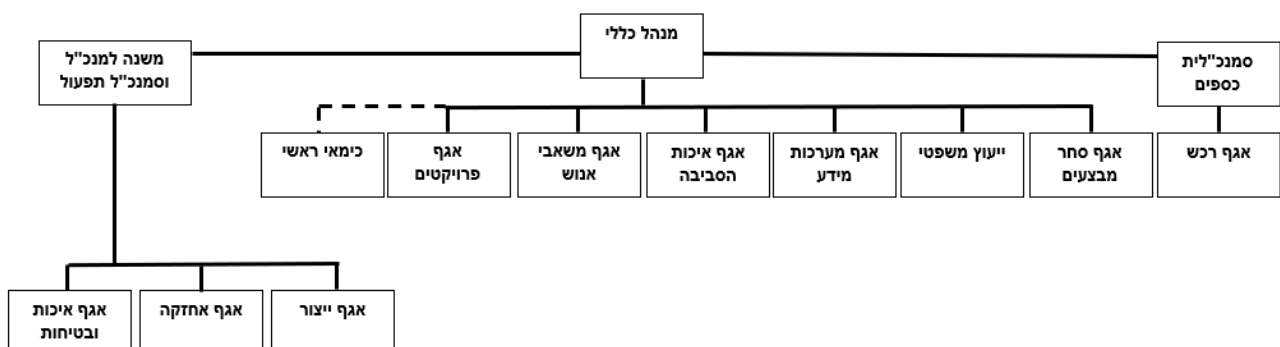 מנהל כללי
סמנכ"לית
כספים
משנה למנכ"ל
וסמנכ"ל תפעול
אגף רכש
אגף סחר
מבצעים
ייעוץ משפטי
אגף מערכות
מידע
אגף איכות
הסביבה
אגף משאבי
אנוש
אגף
פרויקטים
כימאי ראשי
אגף ייצור
אגף אחזקה
אגף איכות
ובטיחות